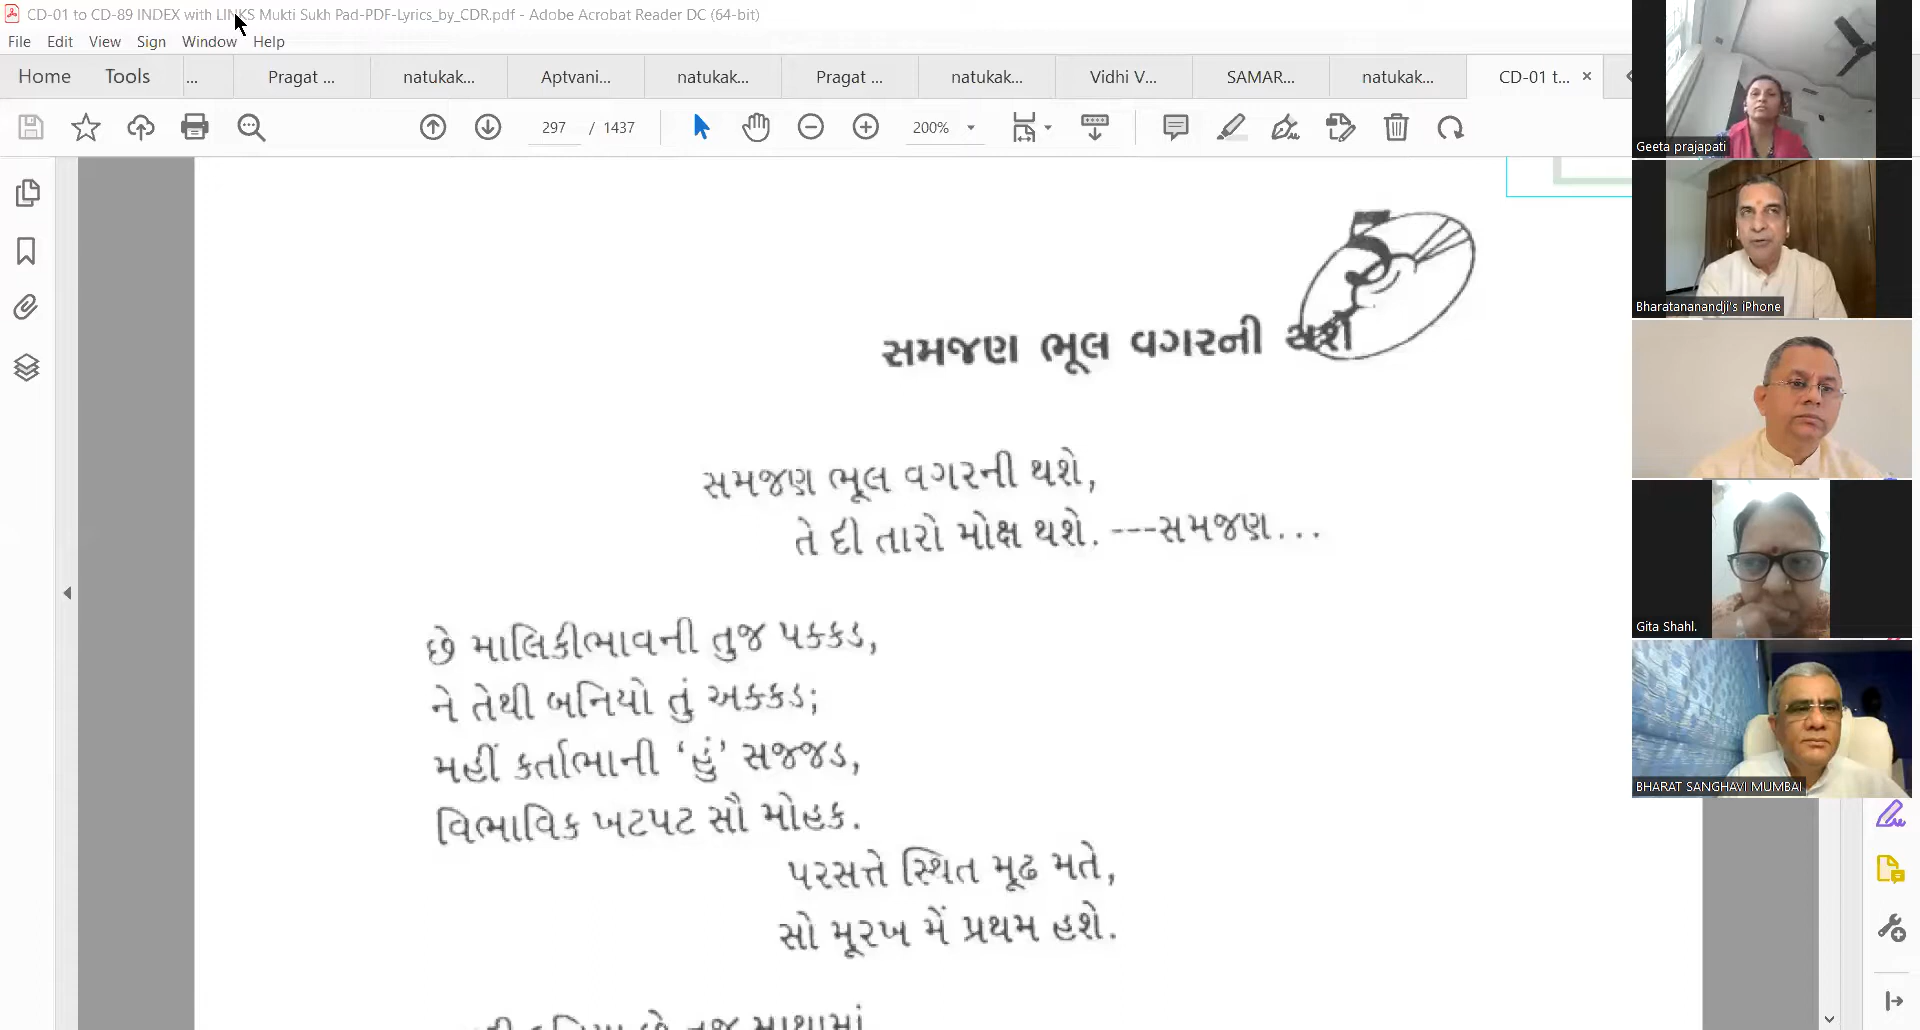 CD-01 to CD-89 INDEX with LINKS Mukti Sukh Pad-PDF-Lyrics_by_CDR.pdf - Adobe Acrobat Reader DC (64-bit)
File Edit View Sign Window Help
Home Tools ... Pragat ... natukak... Aptvani... natukak... Pragat ... natukak... Vidhi V... SAMAR... natukak... CD-01 t...
297 / 1437 200%
સમજણ ભૂલ વગરની થશે
સમજણ ભૂલ વગરની થશે,
તે દી તારો મોક્ષ થશે. ---સમજણ...
છે માલિકીભાવની તુજ પક્કડ,
ને તેથી બનિયો તું અક્કડ;
મહીં કર્તાભાની ‘હું’ સજ્જડ,
વિભાવિક ખટપટ સૌ મોહક.
પરસત્તે સ્થિત મૂઢ મતે,
સો મૂરખ મેં પ્રથમ હશે.
છે તુજ માથામાં
Geeta prajapati
Bharatananandji's iPhone
Gita Shahl.
BHARAT SANGHAVI MUMBAI